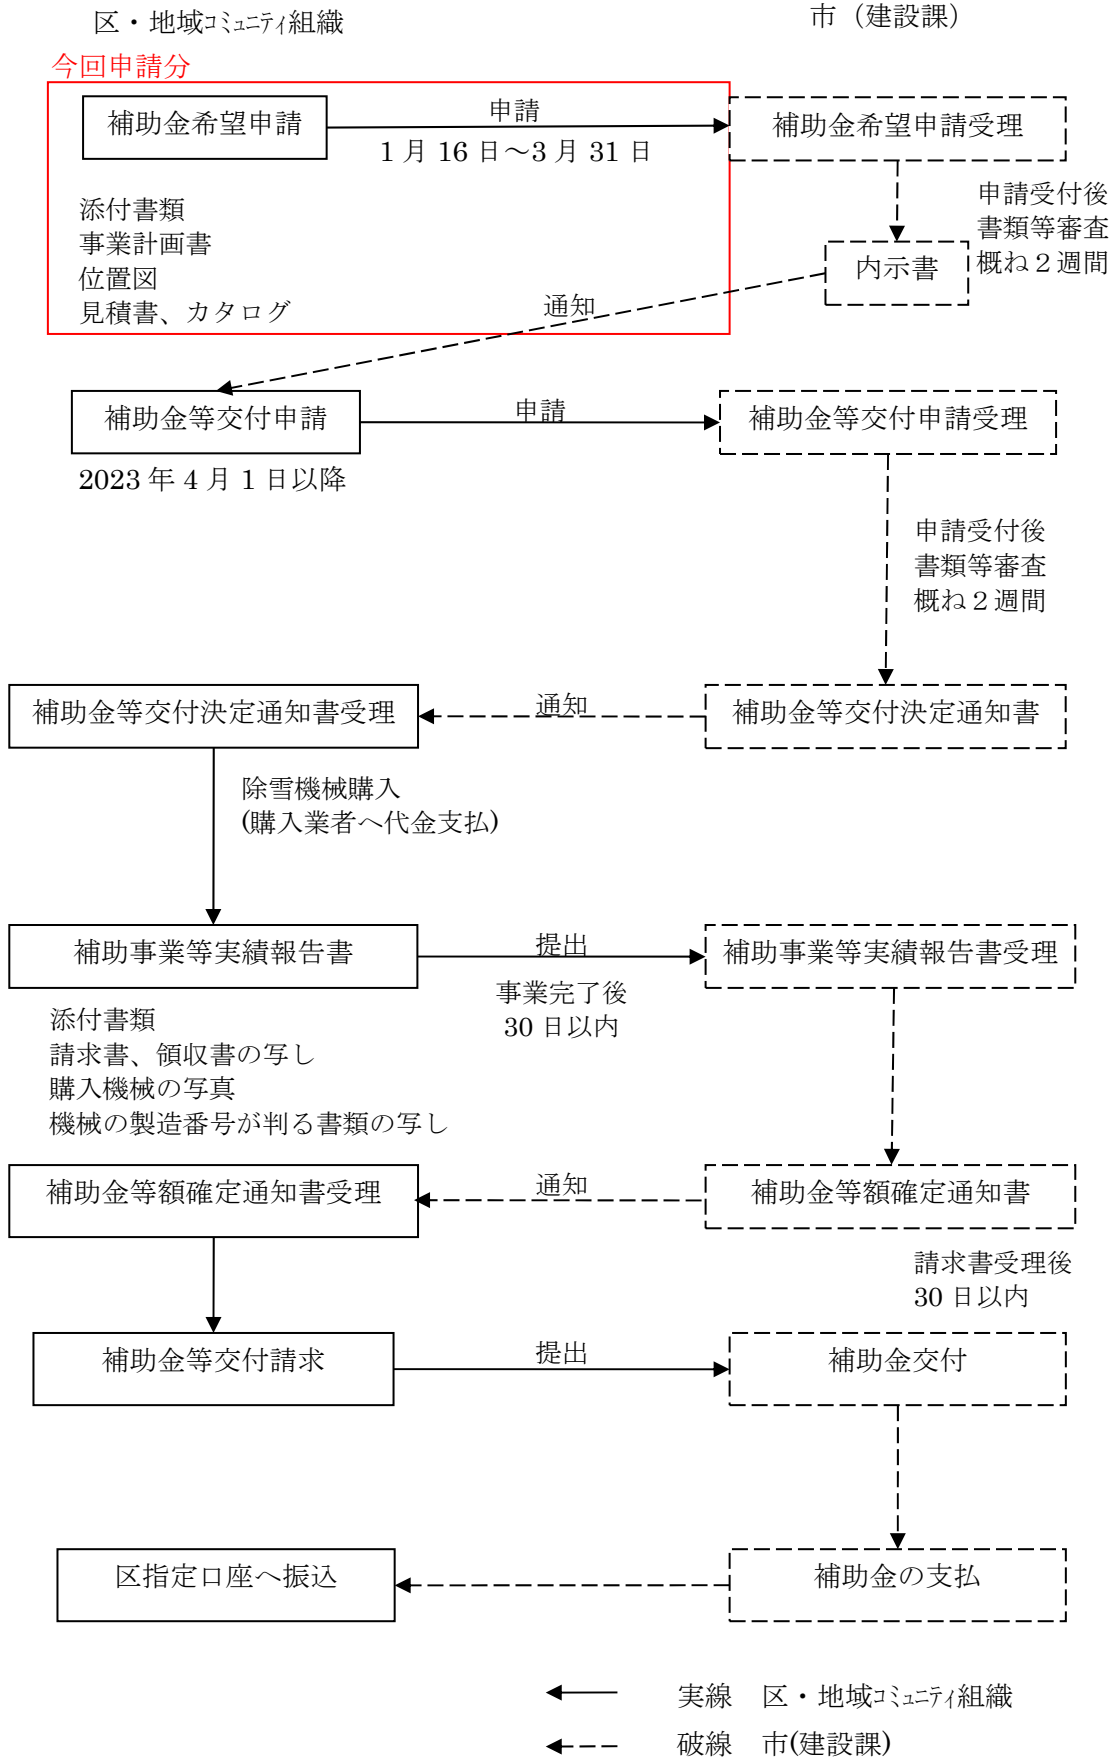 区・地域コミュニティ組織
市（建設課）
今回申請分
補助金希望申請
申請
1月16日～3月31日
補助金希望申請受理
添付書類
事業計画書
位置図
見積書、カタログ
申請受付後
書類等審査
概ね２週間
内示書
通知
補助金等交付申請
申請
補助金等交付申請受理
2023年4月1日以降
申請受付後
書類等審査
概ね２週間
補助金等交付決定通知書受理
通知
補助金等交付決定通知書
除雪機械購入
(購入業者へ代金支払)
補助事業等実績報告書
提出
補助事業等実績報告書受理
事業完了後
30日以内
添付書類
請求書、領収書の写し
購入機械の写真
機械の製造番号が判る書類の写し
補助金等額確定通知書受理
通知
補助金等額確定通知書
請求書受理後
30日以内
補助金等交付請求
提出
補助金交付
区指定口座へ振込
補助金の支払
実線　区・地域コミュニティ組織
破線　市(建設課)